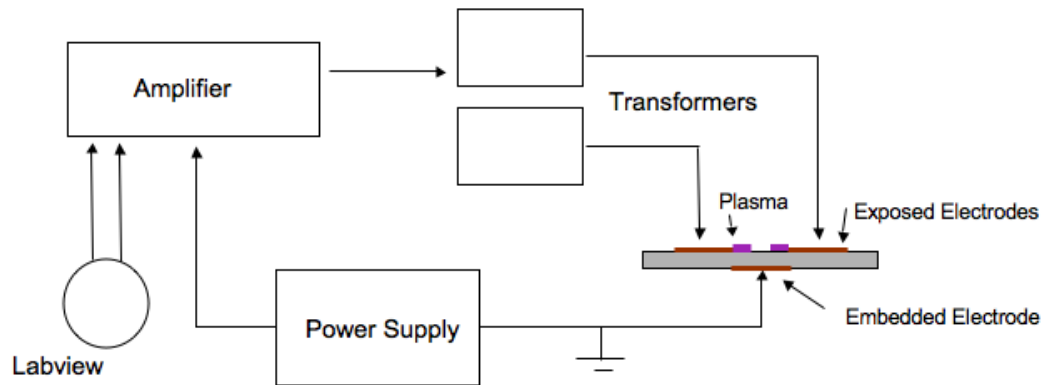 Amplifier
Transformers
Plasma
Exposed Electrodes
Power Supply
Embedded Electrode
Labview